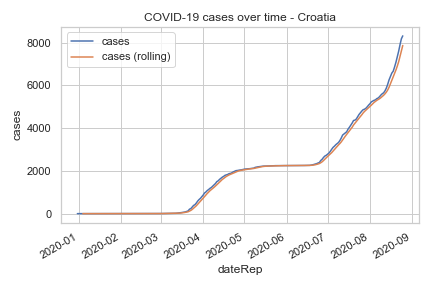 COVID-19 cases over time - Croatia
cases
cases (rolling)
8000
6000
4000
2000
0
cases
2020-01
2020-02
2020-03
2020-04
2020-05
2020-06
2020-07
2020-08
2020-09
dateRep